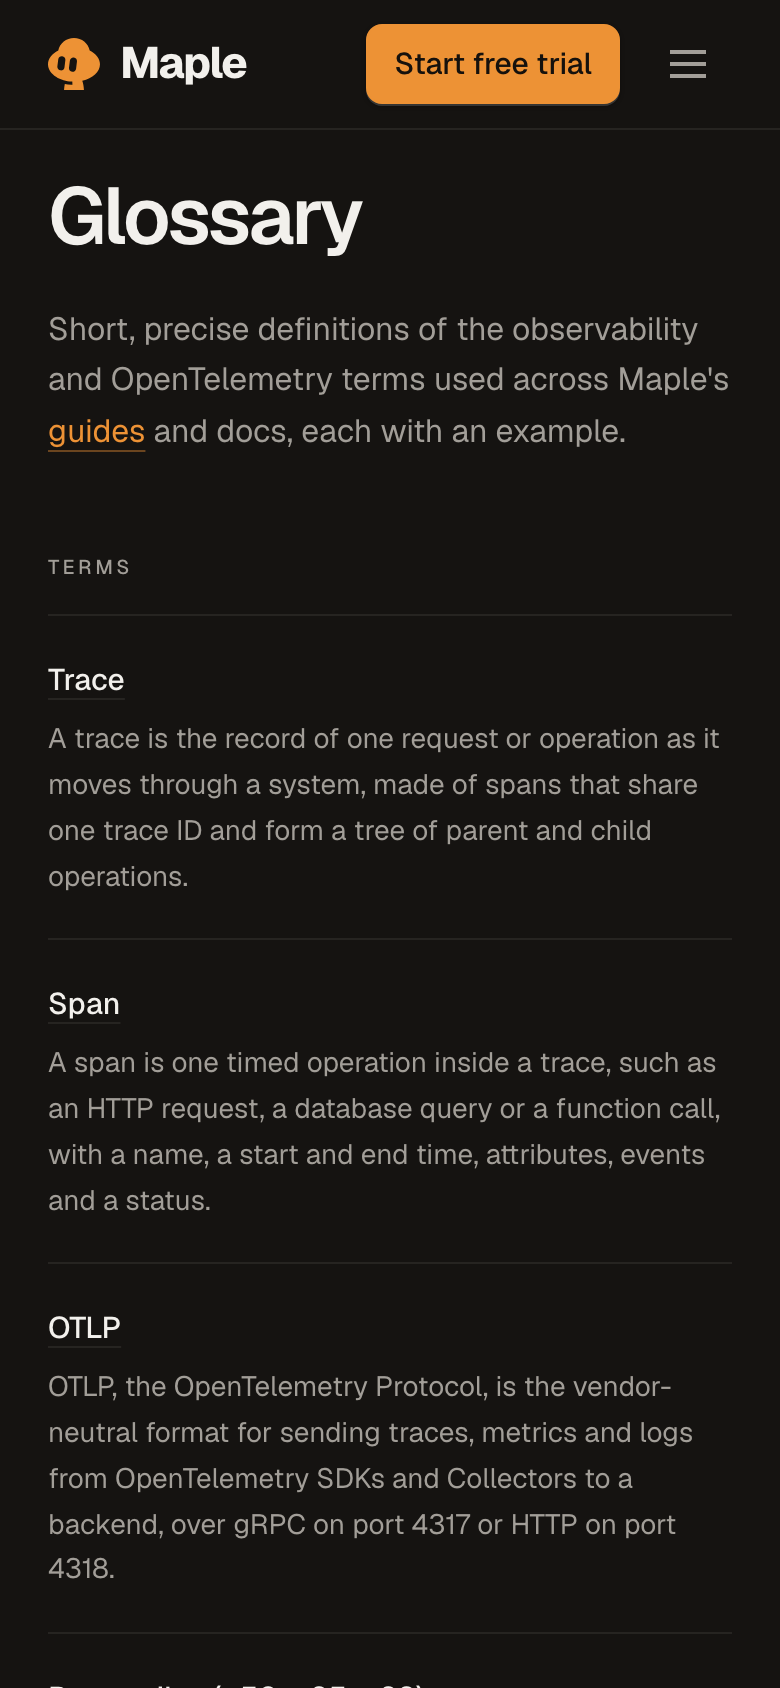 Maple
Start free trial
Glossary
Short, precise definitions of the observability
and OpenTelemetry terms used across Maple's
guides and docs, each with an example.
TERMS
Trace
A trace is the record of one request or operation as it
moves through a system, made of spans that share
one trace ID and form a tree of parent and child
operations.
Span
A span is one timed operation inside a trace, such as
an HTTP request, a database query or a function call,
with a name, a start and end time, attributes, events
and a status.
OTLP
OTLP, the OpenTelemetry Protocol, is the vendor-
neutral format for sending traces, metrics and logs
from OpenTelemetry SDKs and Collectors to a
backend, over gRPC on port 4317 or HTTP on port
4318.